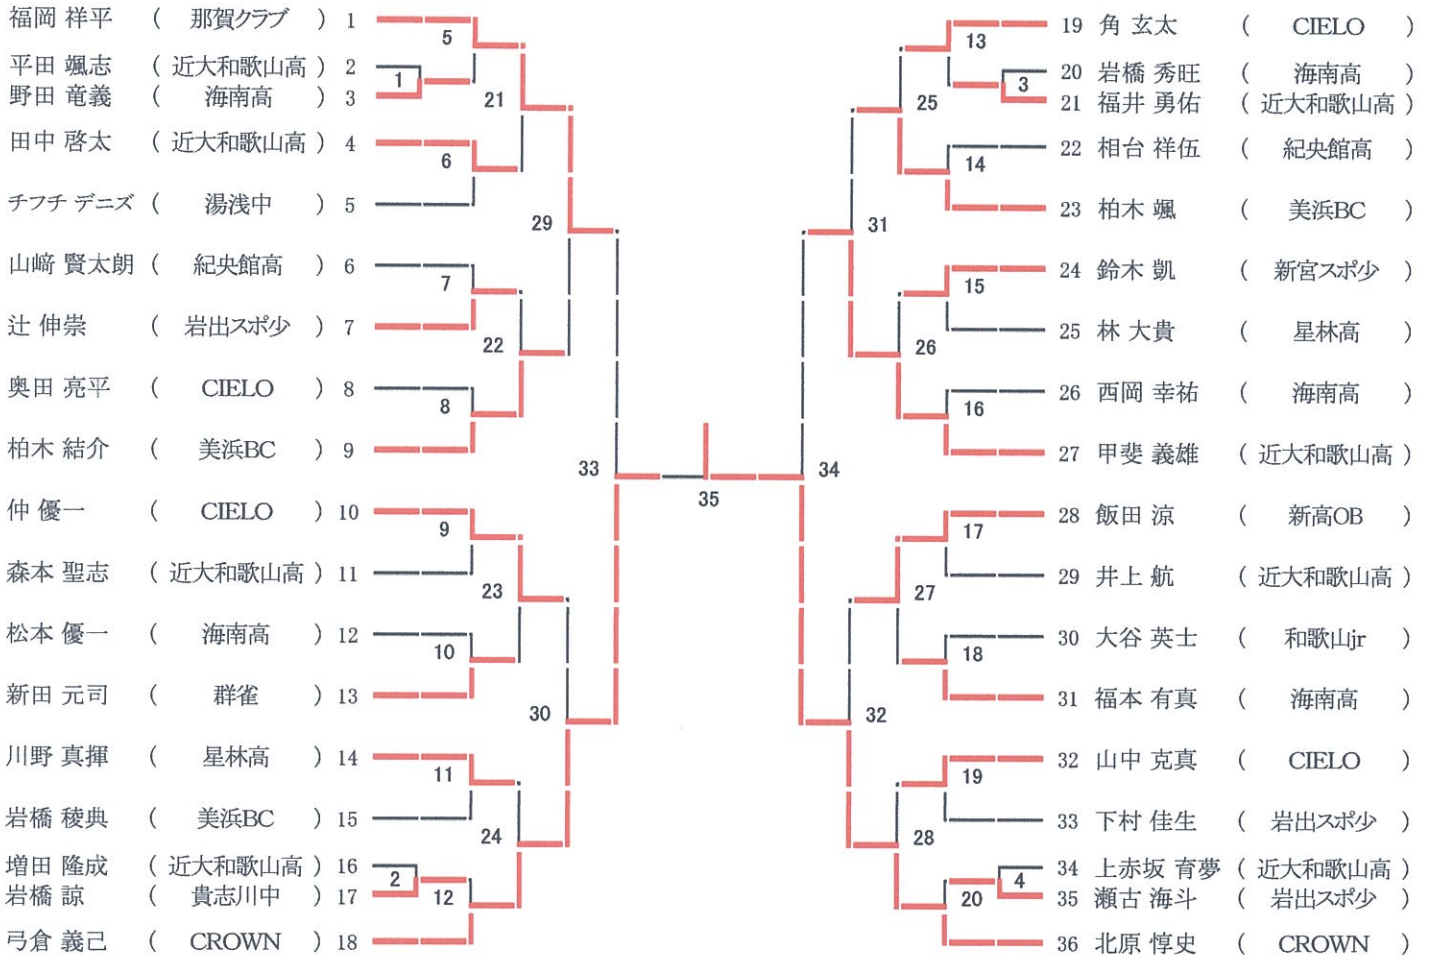 福岡 祥平 ( 那賀クラブ ) 1
平田 颯志 ( 近大和歌山高 ) 2
野田 竜義 ( 海南高 ) 3
田中 啓太 ( 近大和歌山高 ) 4
チフチ デニズ ( 湯浅中 ) 5
山﨑 賢太朗 ( 紀央館高 ) 6
辻 伸崇 ( 岩出スポ少 ) 7
奥田 亮平 ( CIELO ) 8
柏木 結介 ( 美浜BC ) 9
仲 優一 ( CIELO ) 10
森本 聖志 ( 近大和歌山高 ) 11
松本 優一 ( 海南高 ) 12
新田 元司 ( 群雀 ) 13
川野 真揮 ( 星林高 ) 14
岩橋 稜典 ( 美浜BC ) 15
増田 隆成 ( 近大和歌山高 ) 16
岩橋 諒 ( 貴志川中 ) 17
弓倉 義己 ( CROWN ) 18
5
1
21
6
29
7
22
8
33
9
23
10
30
11
24
2
12
35
13
3
25
14
31
15
26
16
34
17
27
18
32
19
28
4
20
19 角 玄太 ( CIELO )
20 岩橋 秀旺 ( 海南高 )
21 福井 勇佑 ( 近大和歌山高 )
22 相台 祥伍 ( 紀央館高 )
23 柏木 颯 ( 美浜BC )
24 鈴木 凱 ( 新宮スポ少 )
25 林 大貴 ( 星林高 )
26 西岡 幸祐 ( 海南高 )
27 甲斐 義雄 ( 近大和歌山高 )
28 飯田 涼 ( 新高OB )
29 井上 航 ( 近大和歌山高 )
30 大谷 英士 ( 和歌山jr )
31 福本 有真 ( 海南高 )
32 山中 克真 ( CIELO )
33 下村 佳生 ( 岩出スポ少 )
34 上赤坂 育夢 ( 近大和歌山高 )
35 瀬古 海斗 ( 岩出スポ少 )
36 北原 惇史 ( CROWN )